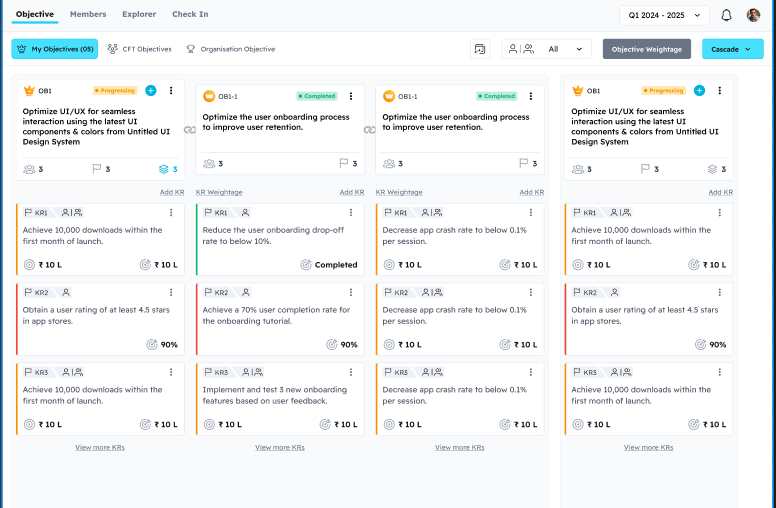 Objective Members Explorer Check In Q1 2024 - 2025
My Objectives (05) CFT Objectives Organisation Objective All Objective Weightage Cascade
OB1 Progressing
Optimize UI/UX for seamless
interaction using the latest UI
components & colors from Untitled UI
Design System
3 3 3
Add KR
KR1
Achieve 10,000 downloads within the
first month of launch.
₹ 10 L ₹ 10 L
KR2
Obtain a user rating of at least 4.5 stars
in app stores.
90%
KR3
Achieve 10,000 downloads within the
first month of launch.
₹ 10 L ₹ 10 L
View more KRs
OB1-1 Completed
Optimize the user onboarding process
to improve user retention.
3 3
KR Weightage Add KR
KR1
Reduce the user onboarding drop-off
rate to below 10%.
Completed
KR2
Achieve a 70% user completion rate for
the onboarding tutorial.
90%
KR3
Implement and test 3 new onboarding
features based on user feedback.
₹ 10 L ₹ 10 L
View more KRs
OB1-1 Completed
Optimize the user onboarding process
to improve user retention.
3 3
KR Weightage Add KR
KR1
Decrease app crash rate to below 0.1%
per session.
₹ 10 L ₹ 10 L
KR2
Decrease app crash rate to below 0.1%
per session.
₹ 10 L ₹ 10 L
KR3
Decrease app crash rate to below 0.1%
per session.
₹ 10 L ₹ 10 L
View more KRs
OB1 Progressing
Optimize UI/UX for seamless
interaction using the latest UI
components & colors from Untitled UI
Design System
3 3 3
Add KR
KR1
Achieve 10,000 downloads within the
first month of launch.
₹ 10 L ₹ 10 L
KR2
Obtain a user rating of at least 4.5 stars
in app stores.
90%
KR3
Achieve 10,000 downloads within the
first month of launch.
₹ 10 L ₹ 10 L
View more KRs